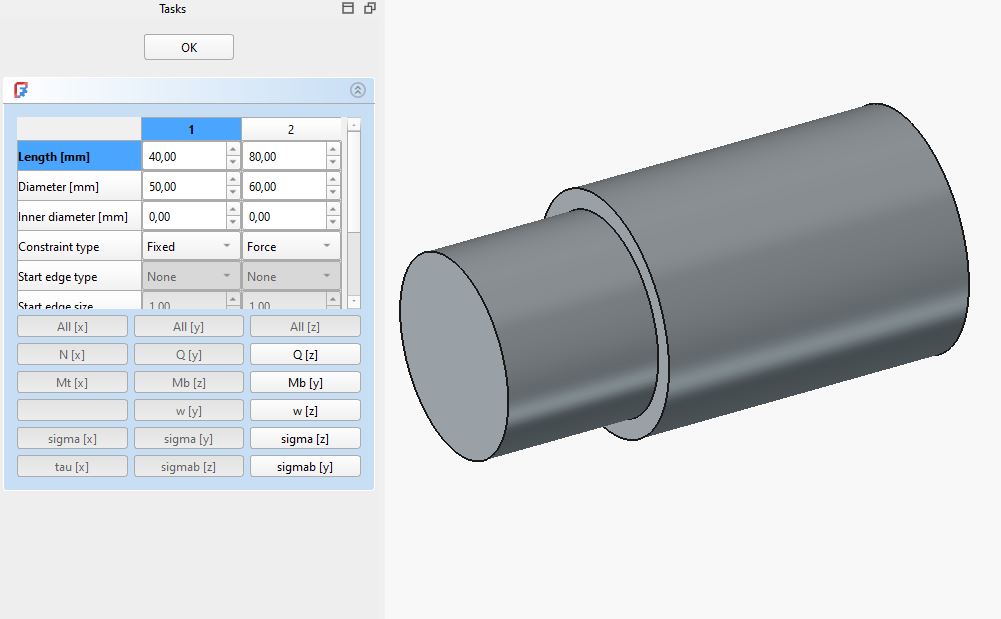 Tasks
OK
1 2
Length [mm] 40,00 80,00
Diameter [mm] 50,00 60,00
Inner diameter [mm] 0,00 0,00
Constraint type Fixed Force
Start edge type None None
Start edge size 1,00 1,00
All [x] All [y] All [z]
N [x] Q [y] Q [z]
Mt [x] Mb [z] Mb [y]
w [y] w [z]
sigma [x] sigma [y] sigma [z]
tau [x] sigmab [z] sigmab [y]